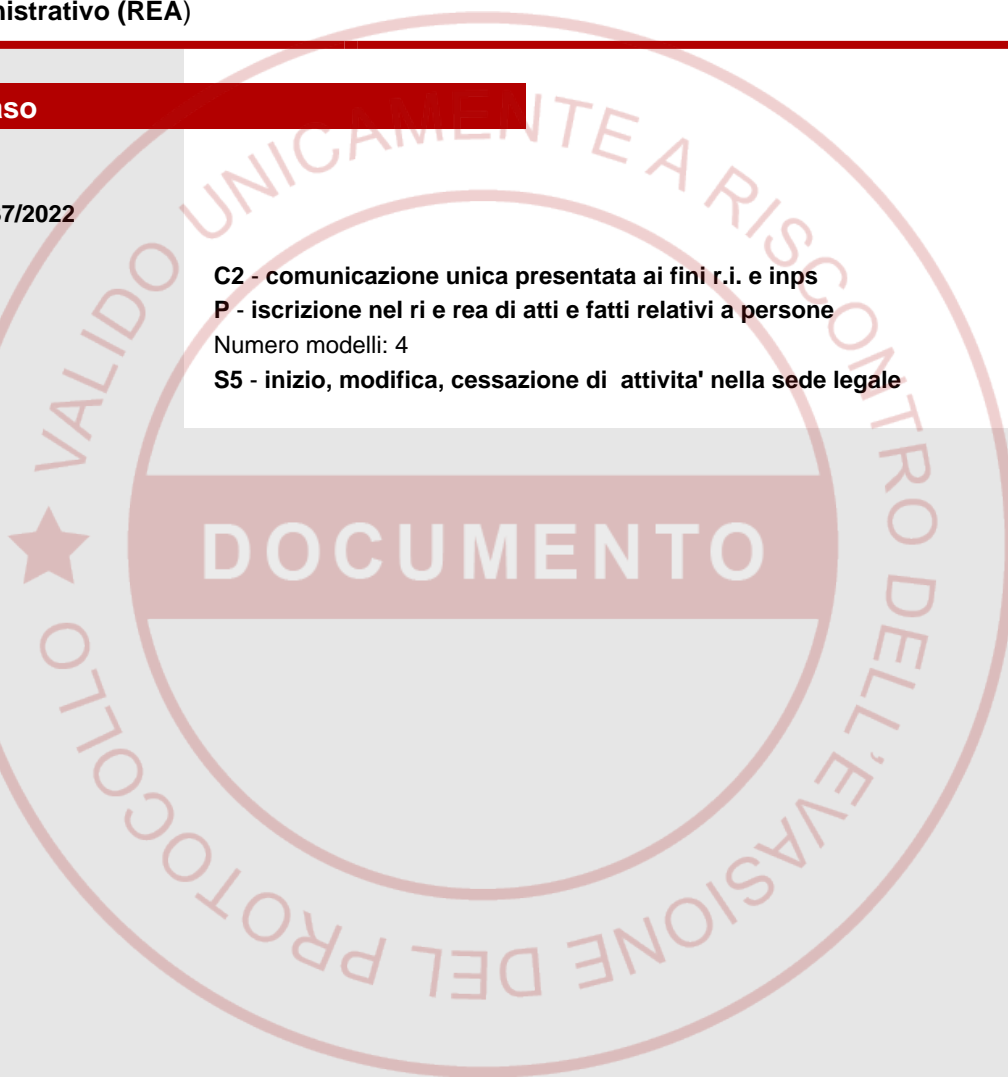 nistrativo (REA)
aso
7/2022
C2 - comunicazione unica presentata ai fini r.i. e inps
P - iscrizione nel ri e rea di atti e fatti relativi a persone
Numero modelli: 4
S5 - inizio, modifica, cessazione di attivita' nella sede legale
VALIDO UNICAMENTE A RISCONTRO DELL'EVASIONE DEL PROTOCOLLO
DOCUMENTO